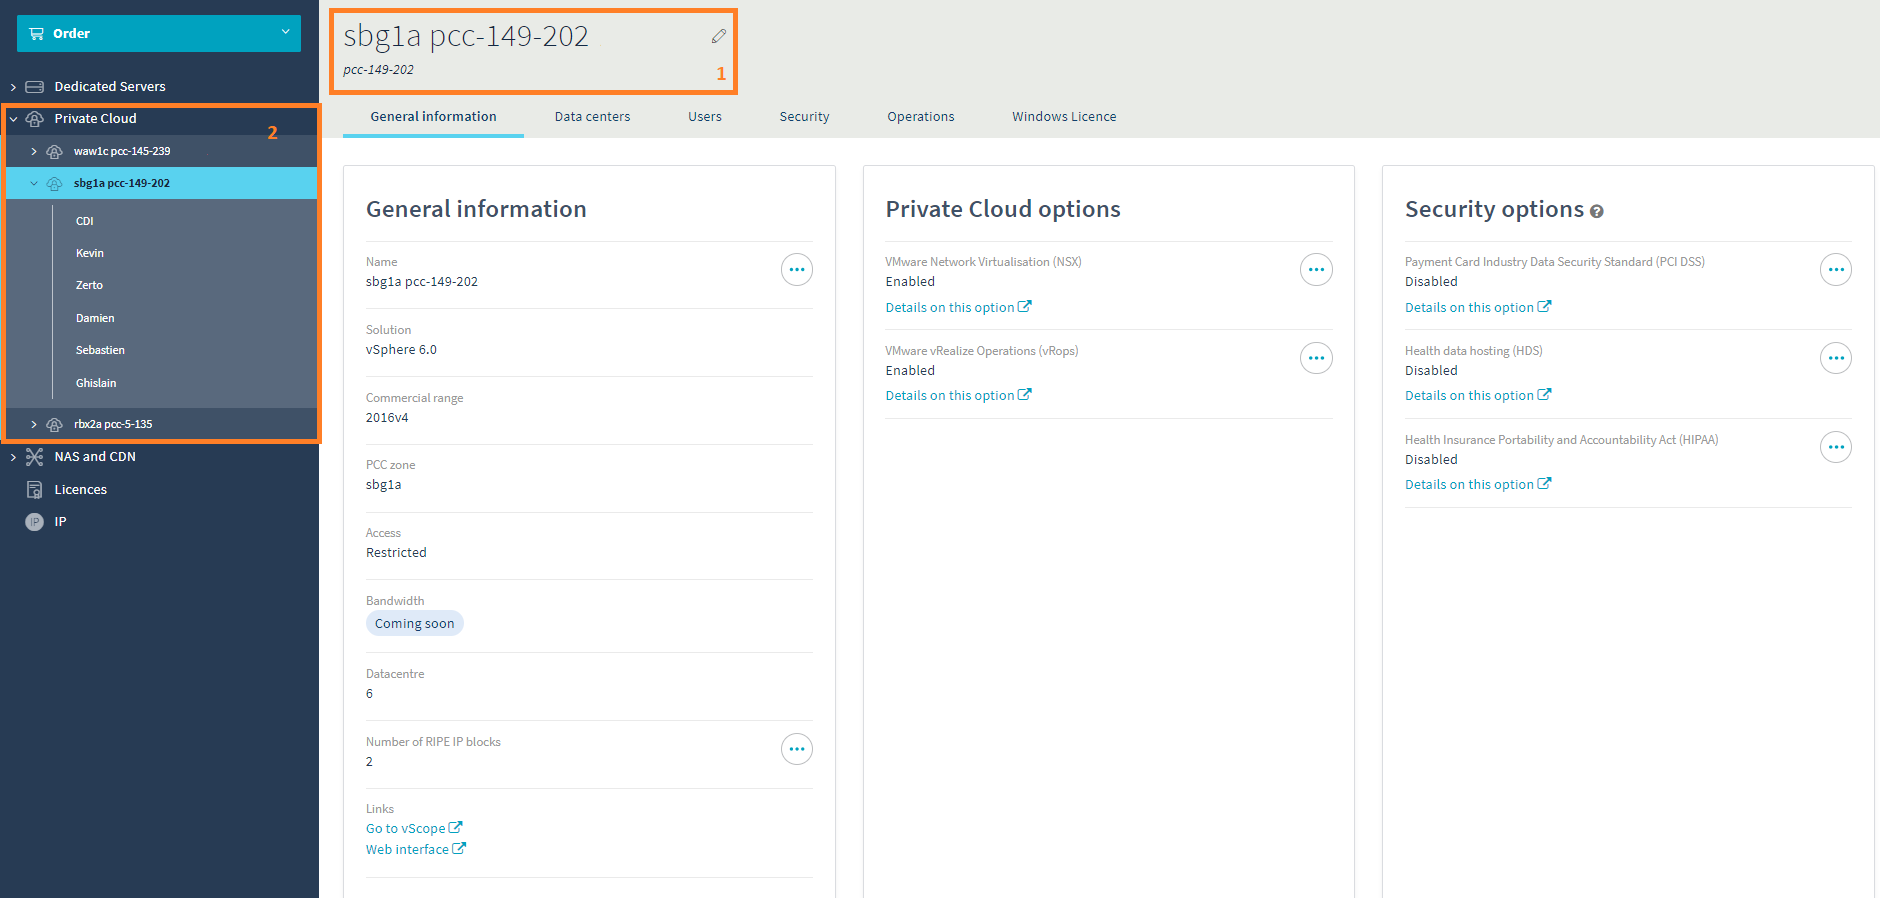 Order
Dedicated Servers
Private Cloud
2
waw1c pcc-145-239
sbg1a pcc-149-202
CDI
Kevin
Zerto
Damien
Sebastien
Ghislain
rbx2a pcc-5-135
NAS and CDN
Licences
IP IP
sbg1a pcc-149-202
pcc-149-202
1
General information Data centers Users Security Operations Windows Licence
General information
Name
sbg1a pcc-149-202
Solution
vSphere 6.0
Commercial range
2016v4
PCC zone
sbg1a
Access
Restricted
Bandwidth
Coming soon
Datacentre
6
Number of RIPE IP blocks
2
Links
Go to vScope
Web interface
Private Cloud options
VMware Network Virtualisation (NSX)
Enabled
Details on this option
VMware vRealize Operations (vRops)
Enabled
Details on this option
Security options ?
Payment Card Industry Data Security Standard (PCI DSS)
Disabled
Details on this option
Health data hosting (HDS)
Disabled
Details on this option
Health Insurance Portability and Accountability Act (HIPAA)
Disabled
Details on this option